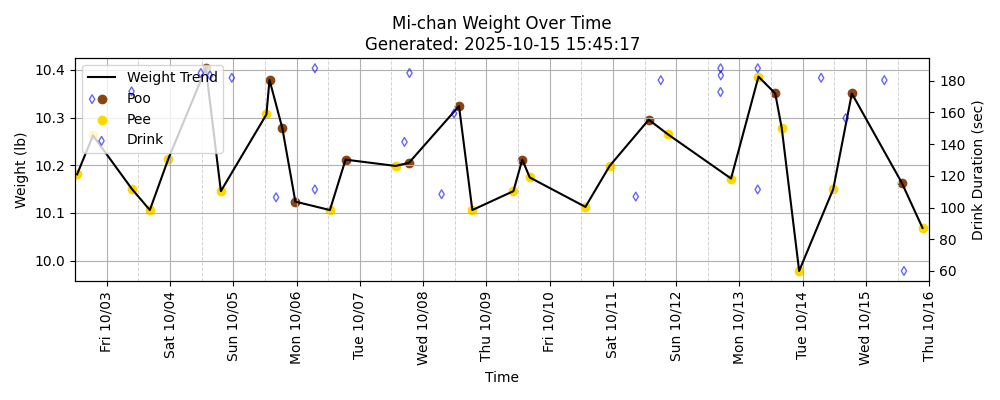 Mi-chan Weight Over Time
Generated: 2025-10-15 15:45:17
Weight (lb)
10.4
10.3
10.2
10.1
10.0
Weight Trend
Poo
Pee
Drink
180
160
140
120
100
80
60
Drink Duration (sec)
Fri 10/03
Sat 10/04
Sun 10/05
Mon 10/06
Tue 10/07
Wed 10/08
Thu 10/09
Fri 10/10
Sat 10/11
Sun 10/12
Mon 10/13
Tue 10/14
Wed 10/15
Thu 10/16
Time